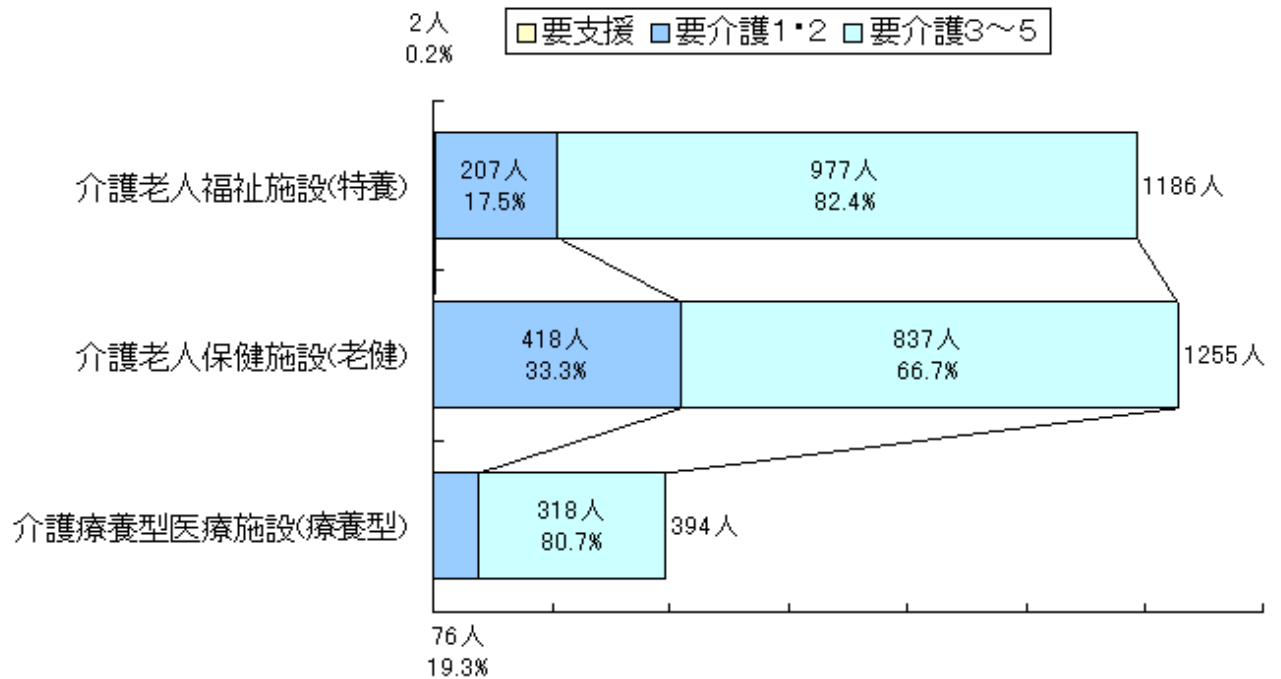 2人
0.2%
要支援 要介護1・2 要介護3～5
介護老人福祉施設(特養)
207人
17.5%
977人
82.4%
1186人
介護老人保健施設(老健)
418人
33.3%
837人
66.7%
1255人
介護療養型医療施設(療養型)
318人
80.7%
394人
76人
19.3%